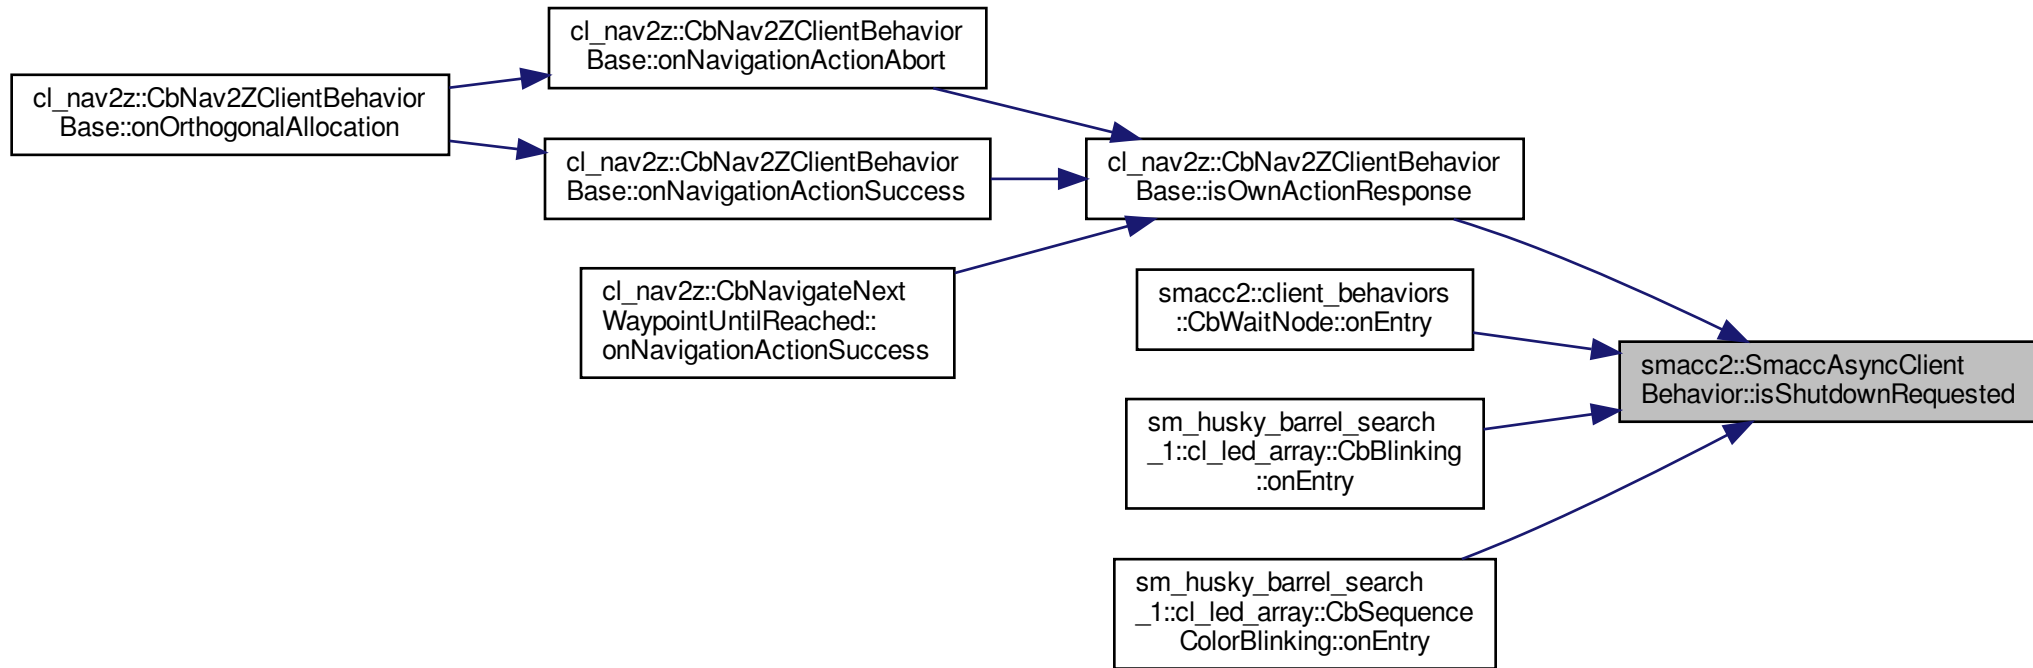 cl_nav2z::CbNav2ZClientBehavior
Base::onOrthogonalAllocation
cl_nav2z::CbNav2ZClientBehavior
Base::onNavigationActionAbort
cl_nav2z::CbNav2ZClientBehavior
Base::onNavigationActionSuccess
cl_nav2z::CbNavigateNext
WaypointUntilReached::
onNavigationActionSuccess
cl_nav2z::CbNav2ZClientBehavior
Base::isOwnActionResponse
smacc2::client_behaviors
::CbWaitNode::onEntry
sm_husky_barrel_search
_1::cl_led_array::CbBlinking
::onEntry
sm_husky_barrel_search
_1::cl_led_array::CbSequence
ColorBlinking::onEntry
smacc2::SmaccAsyncClient
Behavior::isShutdownRequested